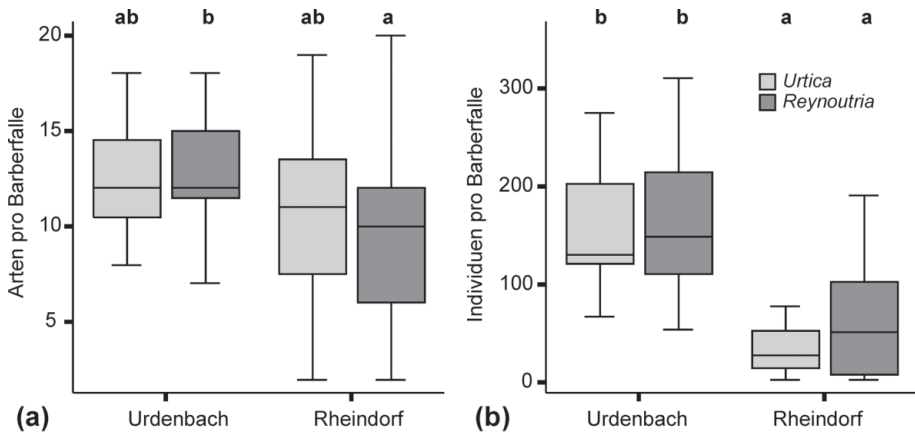 ab b ab a
Arten pro Barberfalle
20
15
10
5
(a)
Urdenbach Rheindorf
b b a a
Urtica
Reynoutria
Individuen pro Barberfalle
300
200
100
0
(b)
Urdenbach Rheindorf